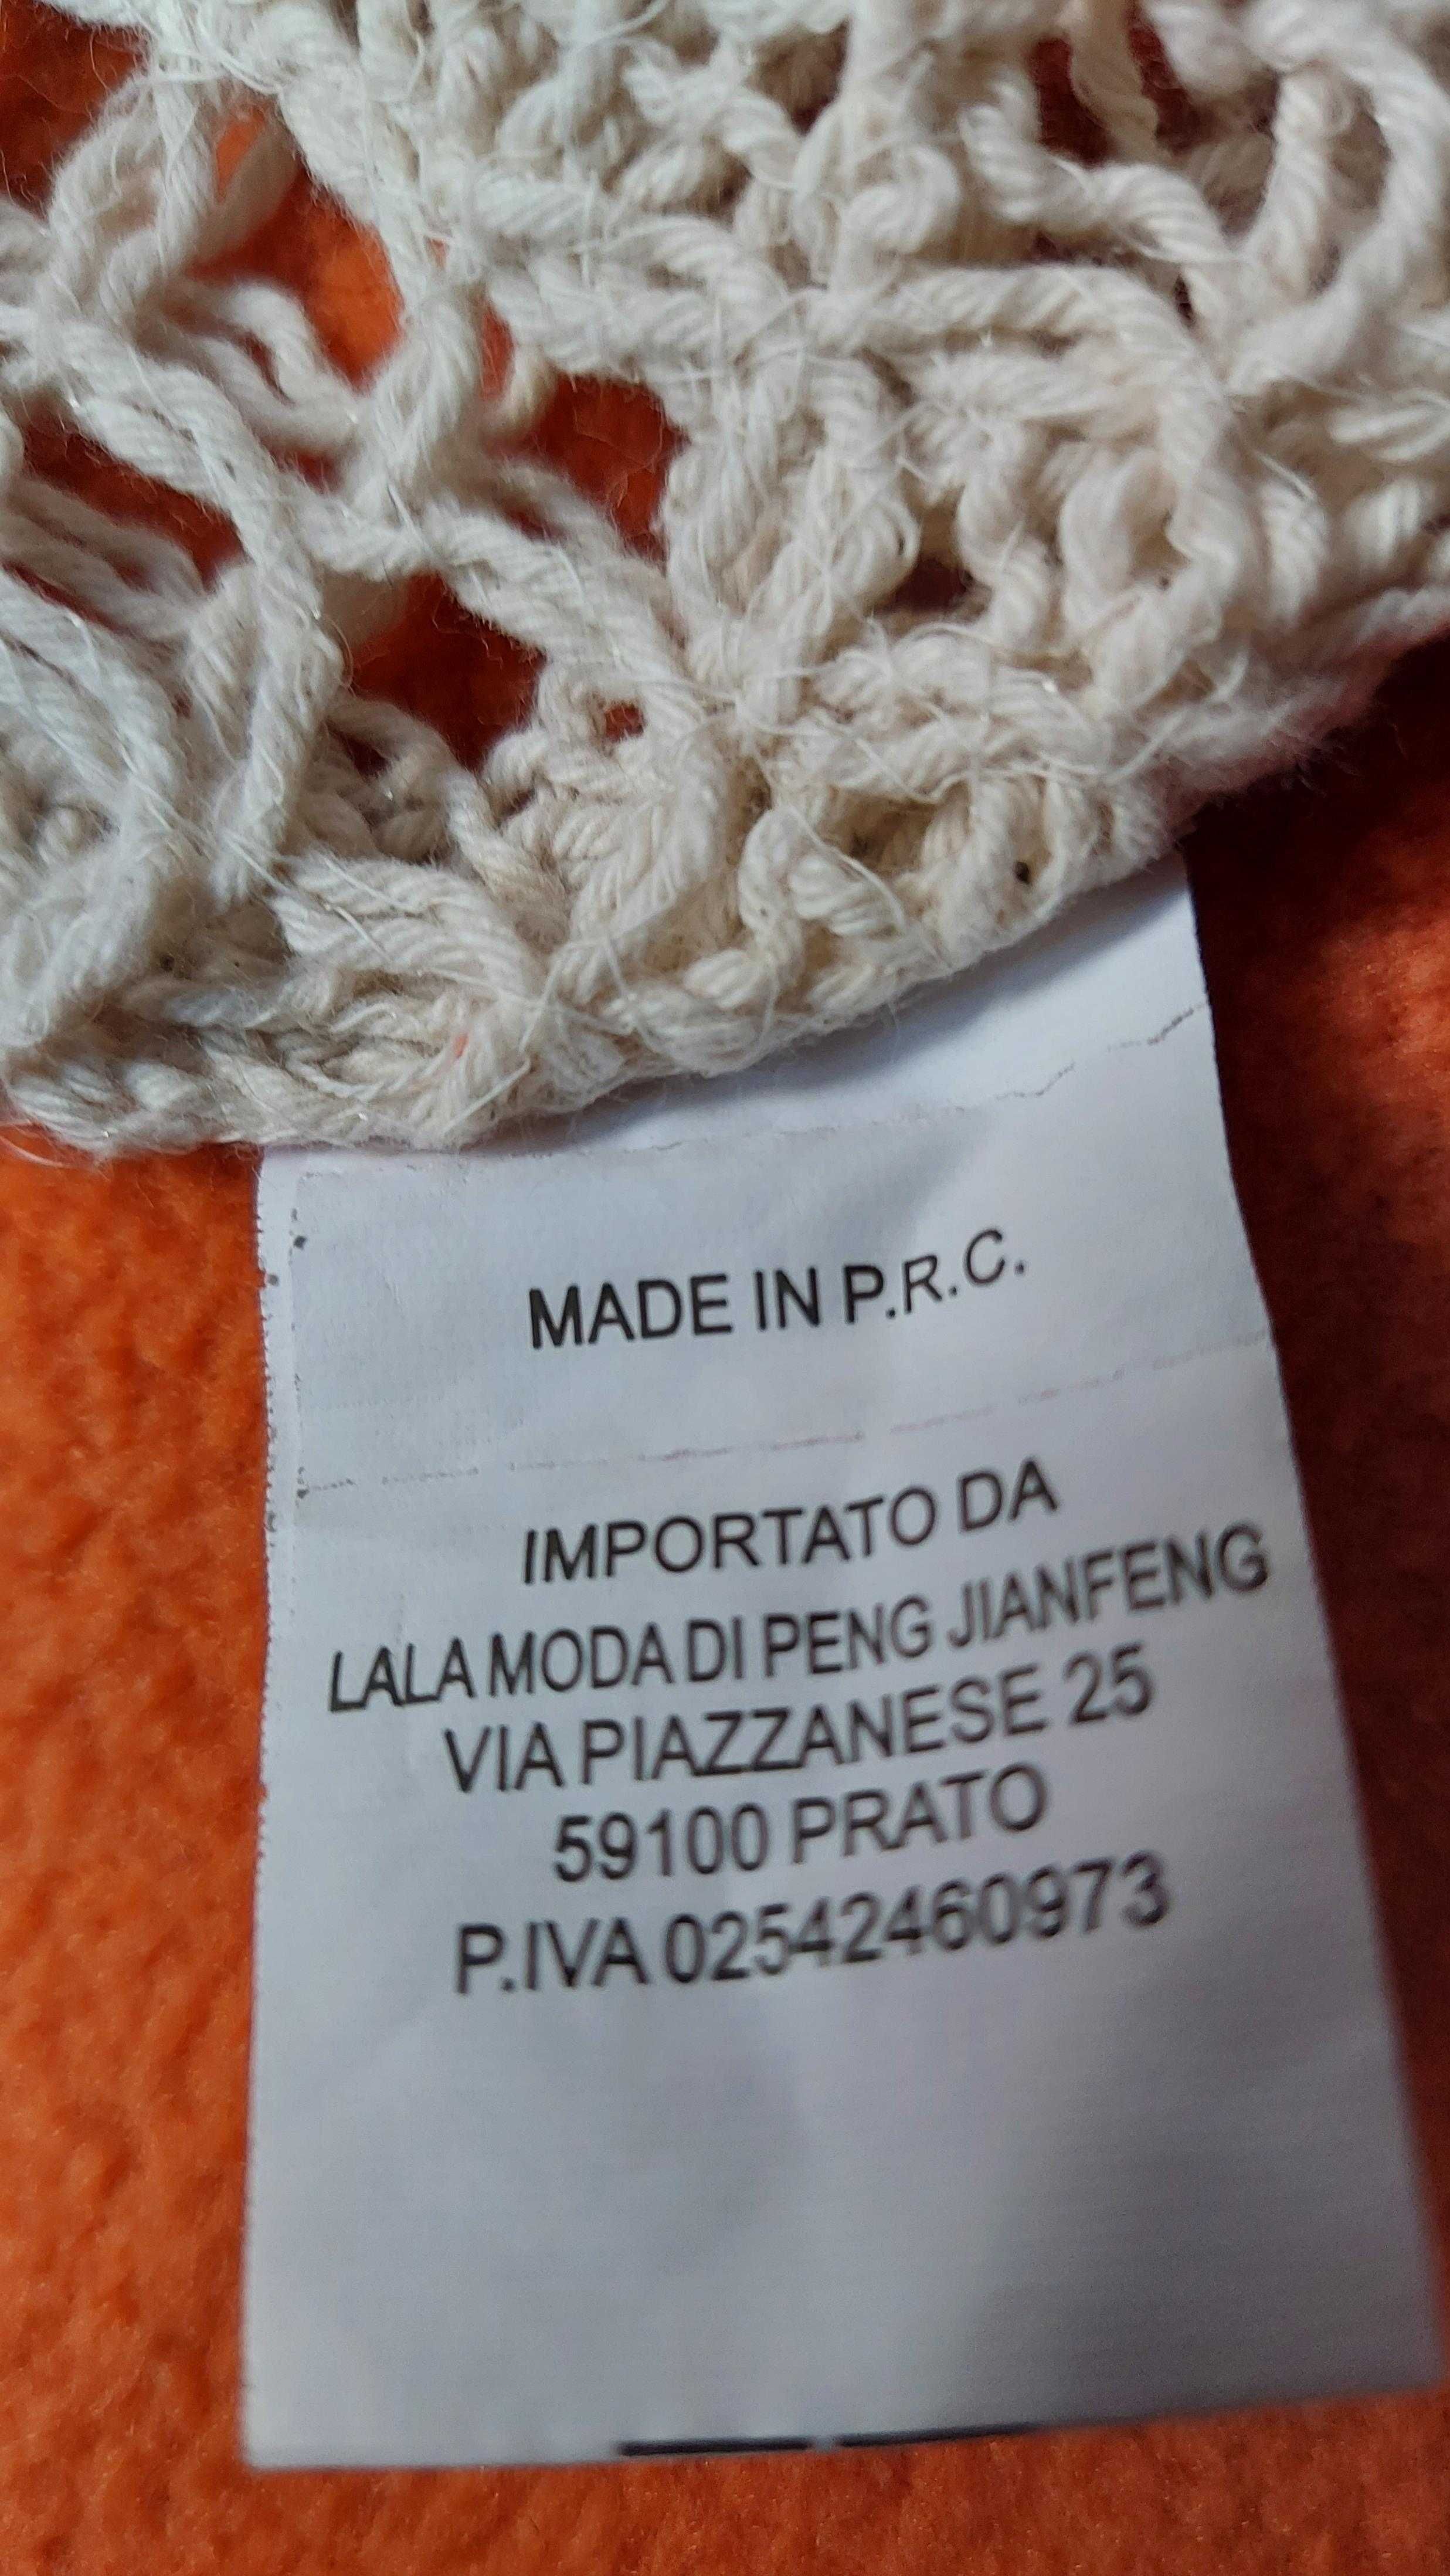 MADE IN P.R.C.
IMPORTATO DA
LALA MODA DI PENG JIANFENG
VIA PIAZZANESE 25
59100 PRATO
P.IVA 02542460973